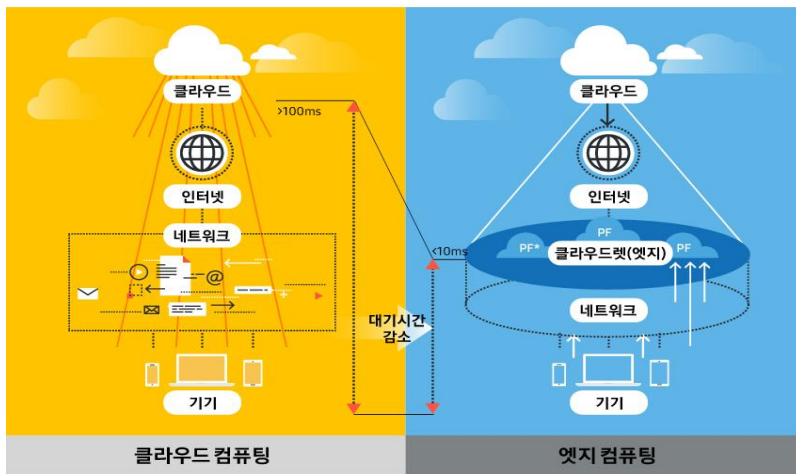 클라우드
>100ms
인터넷
네트워크
@
기기
클라우드 컴퓨팅
대기시간
감소
클라우드
인터넷
<10ms
PF*
PF
PF
클라우드렛(엣지)
네트워크
기기
엣지 컴퓨팅